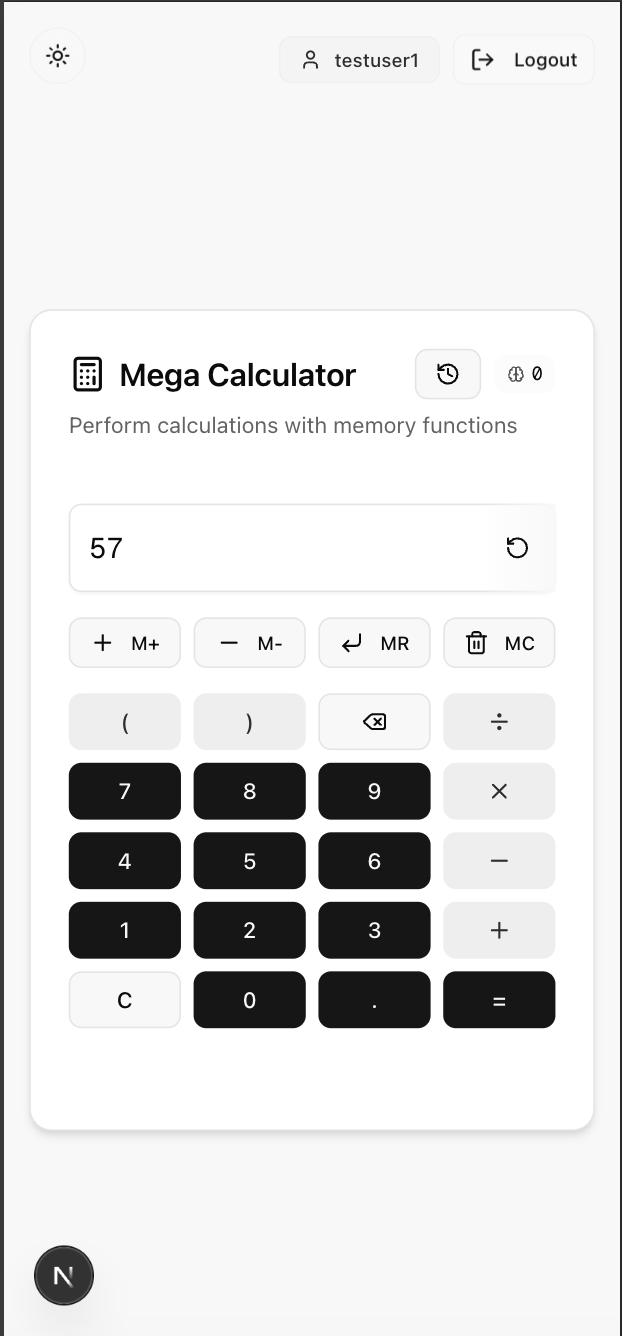 testuser1 Logout
Mega Calculator 0
Perform calculations with memory functions
57
M+ M- MR MC
( ) ÷
7 8 9 ×
4 5 6 −
1 2 3 +
C 0 . =
N